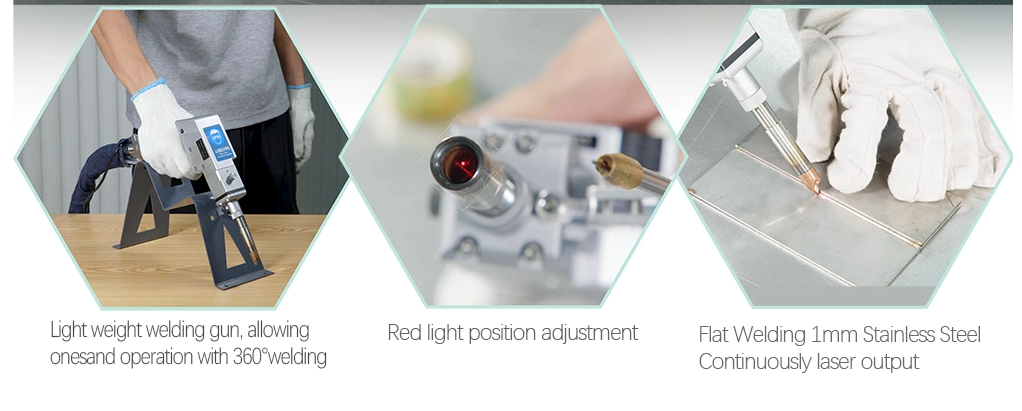 Light weight welding gun, allowing
onesand operation with 360°welding
Red light position adjustment
Flat Welding 1mm Stainless Steel
Continuously laser output